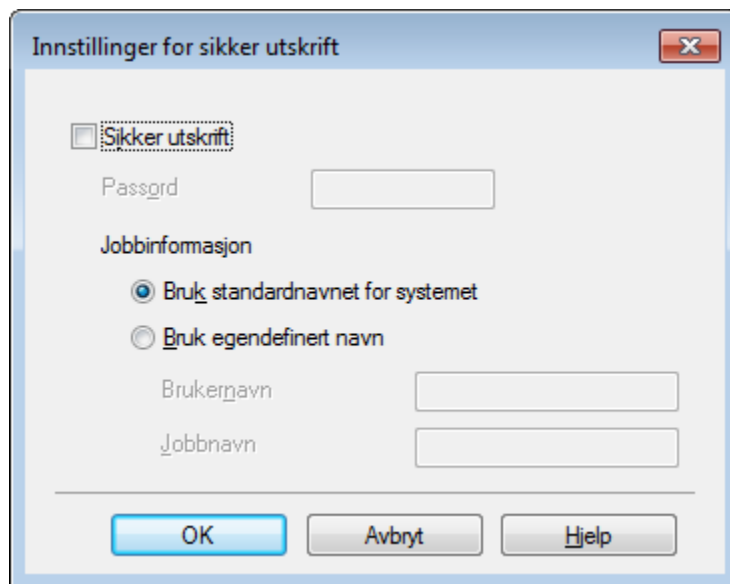 Innstillinger for sikker utskrift
Sikker utskrift
Passord
Jobbinformasjon
Bruk standardnavnet for systemet
Bruk egendefinert navn
Brukernavn
Jobbnavn
OK Avbryt Hjelp